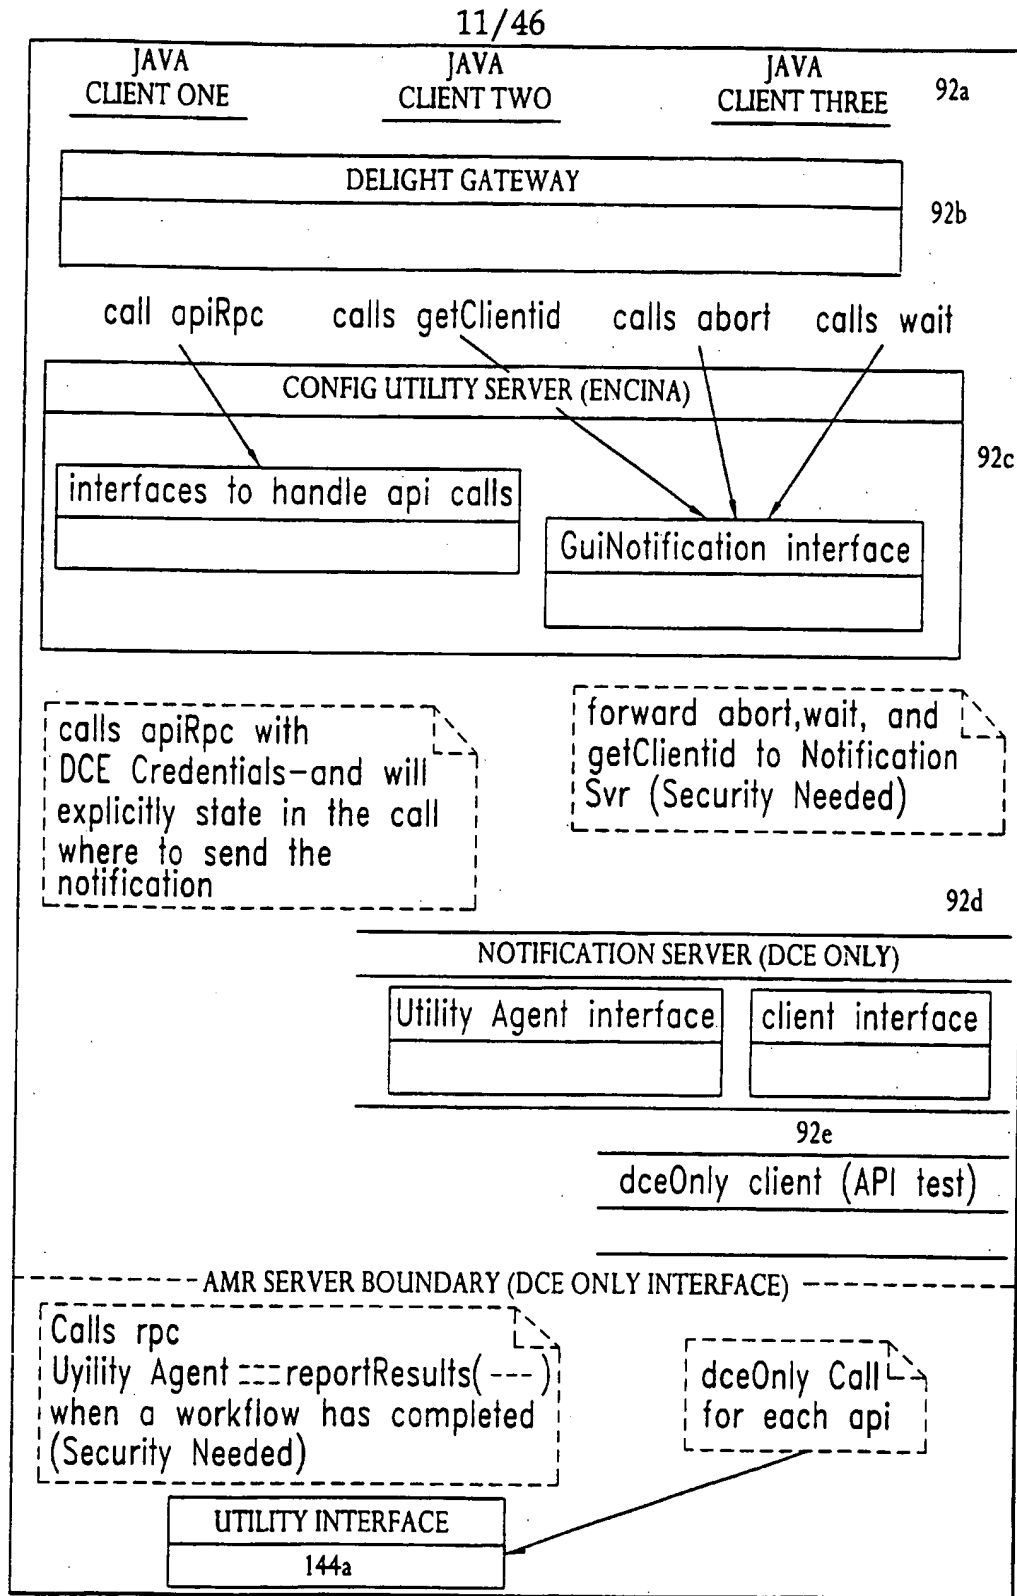 11/46
JAVA
CLIENT ONE
JAVA
CLIENT TWO
JAVA
CLIENT THREE
92a
DELIGHT GATEWAY
92b
call apiRpc
calls getClientid
calls abort
calls wait
CONFIG UTILITY SERVER (ENCINA)
92c
interfaces to handle api calls
GuiNotification interface
calls apiRpc with
DCE Credentials-and will
explicitly state in the call
where to send the
notification
forward abort,wait, and
getClientid to Notification
Svr (Security Needed)
92d
NOTIFICATION SERVER (DCE ONLY)
Utility Agent interface
client interface
92e
dceOnly client (API test)
AMR SERVER BOUNDARY (DCE ONLY INTERFACE)
Calls rpc
Uyility Agent :::reportResults( --- )
when a workflow has completed
(Security Needed)
dceOnly Call
for each api
UTILITY INTERFACE
144a